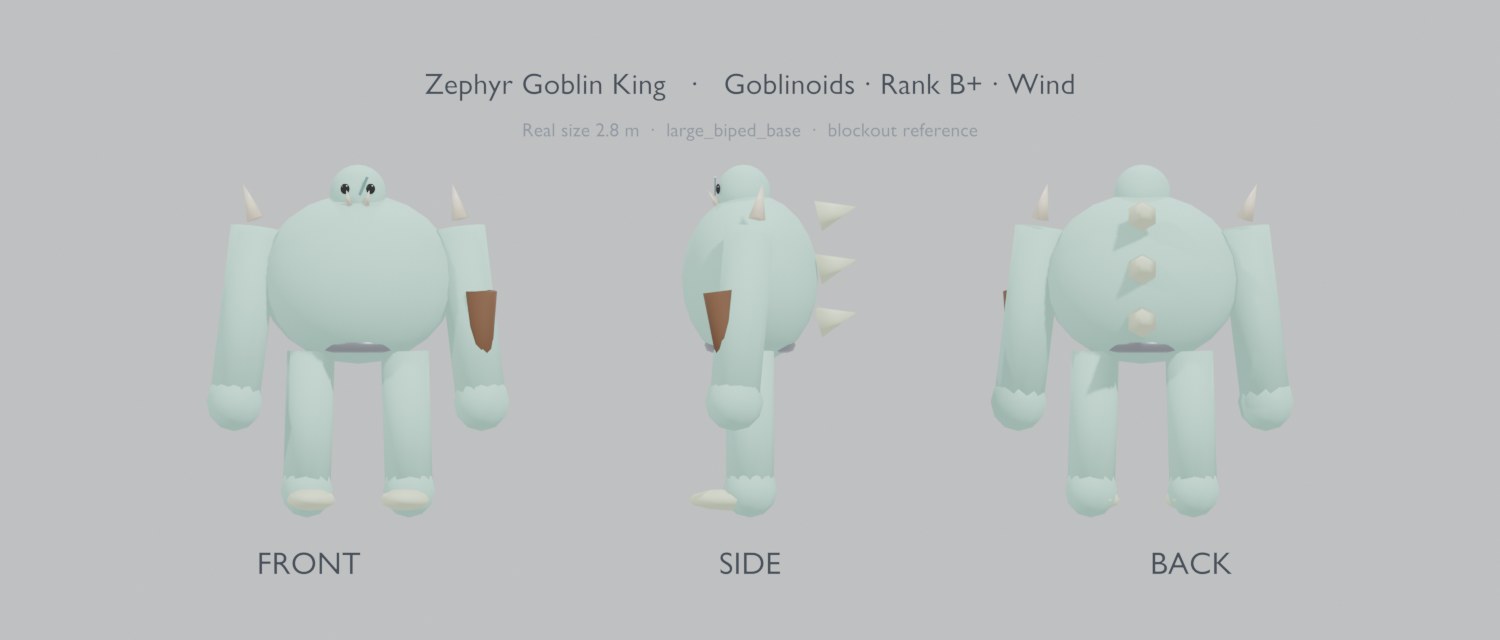 Zephyr Goblin King · Goblinoids · Rank B+ · Wind
Real size 2.8 m · large_biped_base · blockout reference
FRONT SIDE BACK